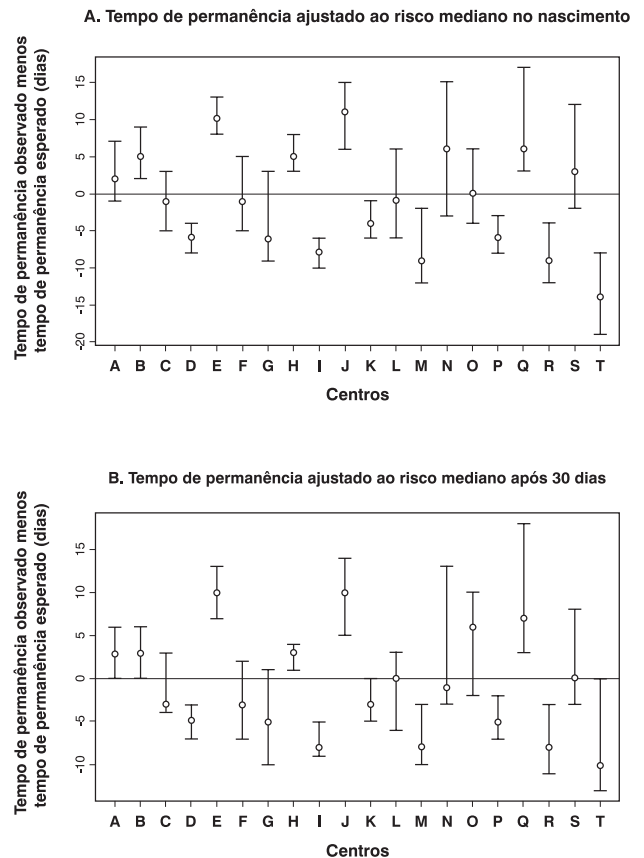 A. Tempo de permanência ajustado ao risco mediano no nascimento
Tempo de permanência observado menos
tempo de permanência esperado (dias)
15
10
5
0
-5
-10
-15
-20
A B C D E F G H I J K L M N O P Q R S T
Centros
B. Tempo de permanência ajustado ao risco mediano após 30 dias
Tempo de permanência observado menos
tempo de permanência esperado (dias)
15
10
5
0
-5
-10
A B C D E F G H I J K L M N O P Q R S T
Centros